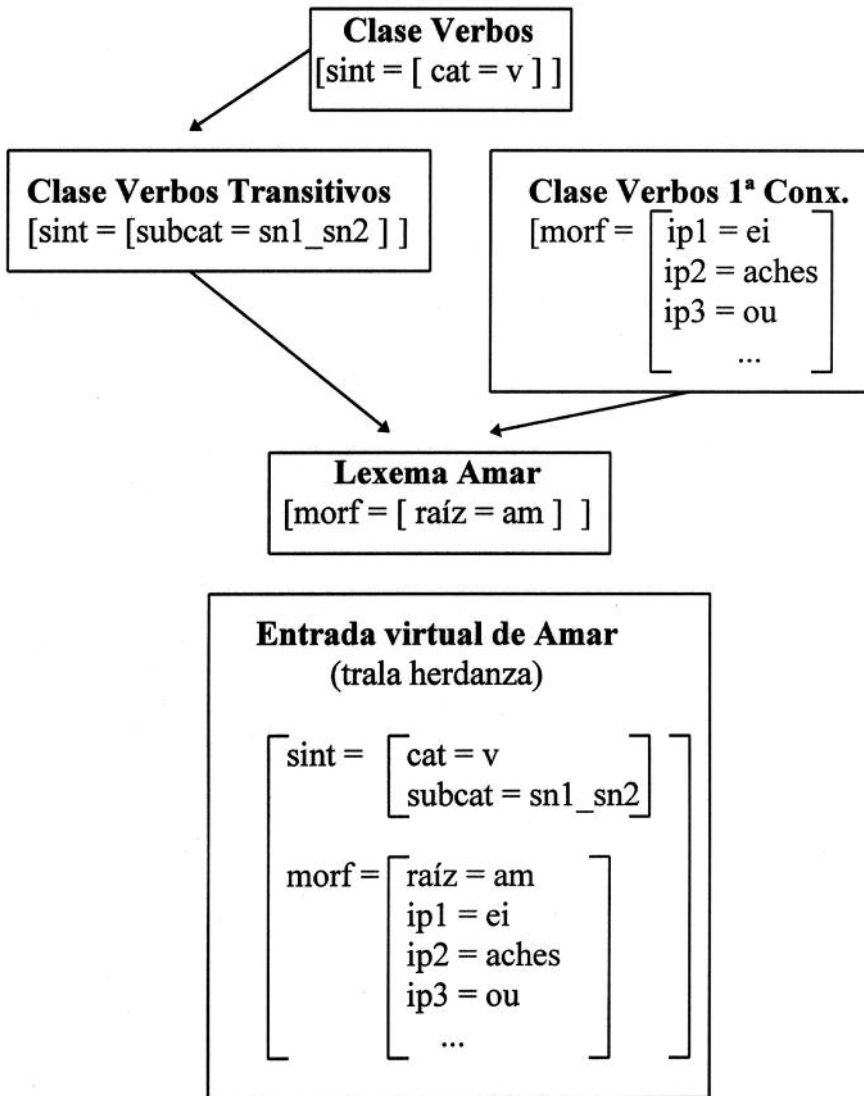 Clase Verbos
[sint = [ cat = v ] ]
Clase Verbos Transitivos
[sint = [subcat = sn1_sn2 ] ]
Clase Verbos 1ª Conx.
[morf = ip1 = ei
ip2 = aches
ip3 = ou
...
Lexema Amar
[morf = [ raíz = am ] ]
Entrada virtual de Amar
(trala herdanza)
sint = cat = v
subcat = sn1_sn2
morf = raíz = am
ip1 = ei
ip2 = aches
ip3 = ou
...